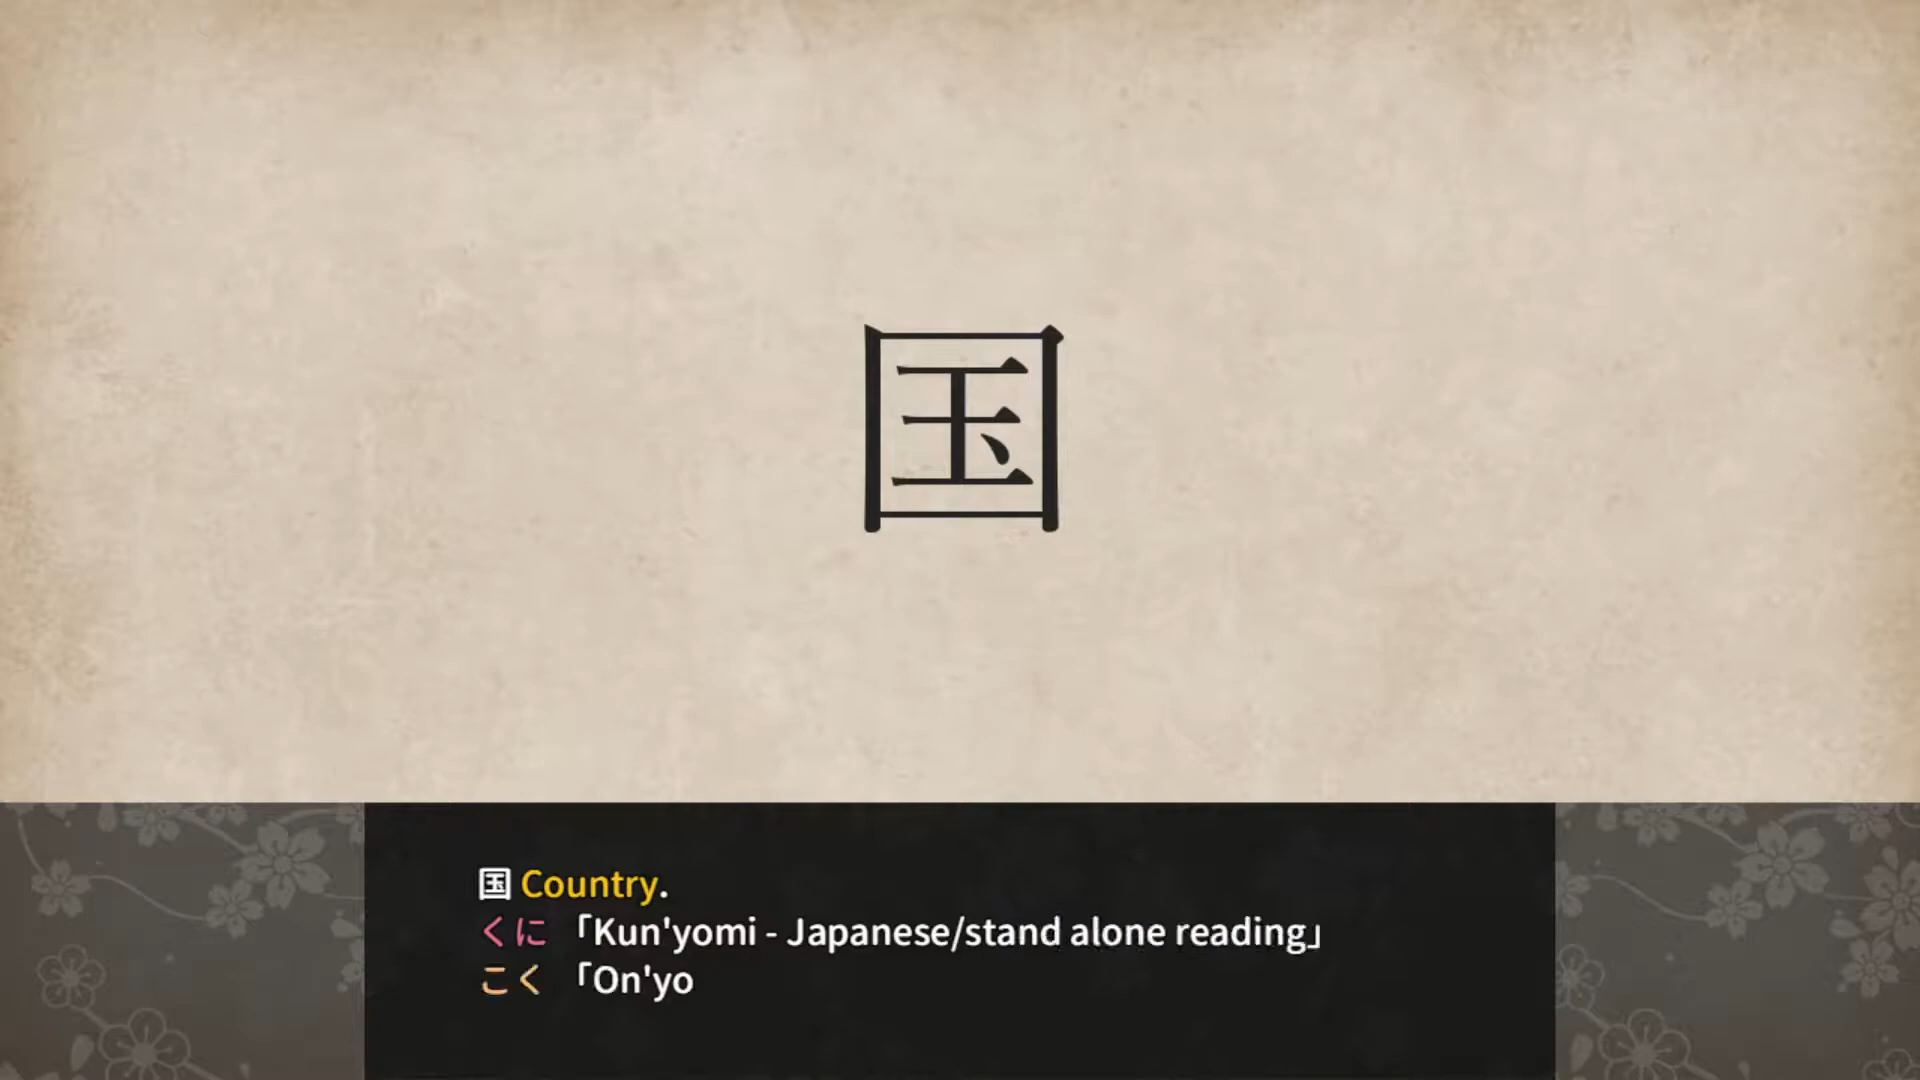 国
国 Country.
くに 「Kun'yomi - Japanese/stand alone reading」
こく 「On'yo